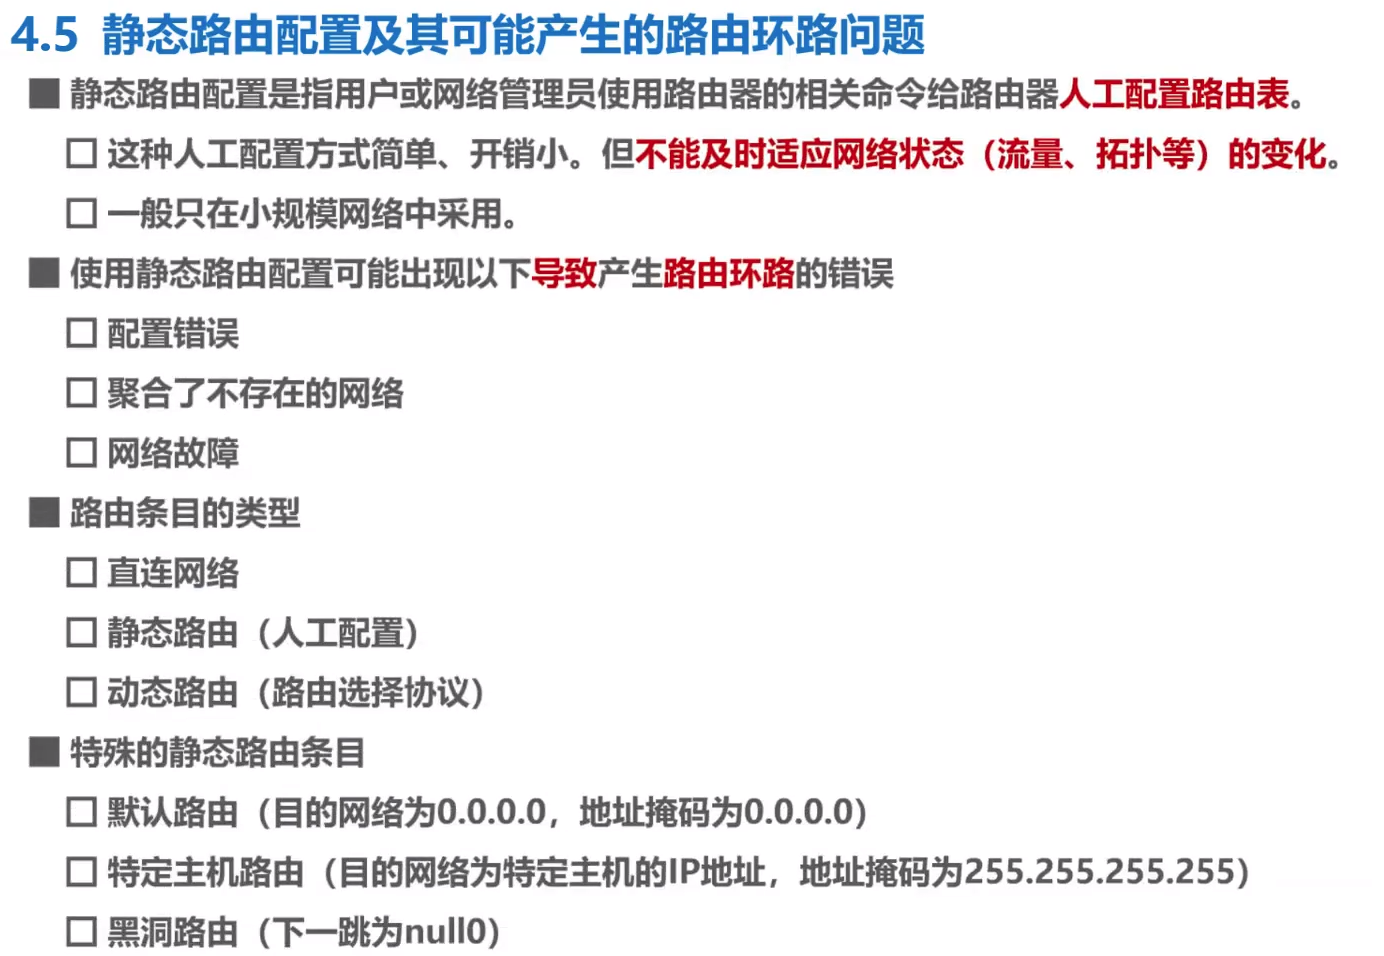 4.5 静态路由配置及其可能产生的路由环路问题
静态路由配置是指用户或网络管理员使用路由器的相关命令给路由器人工配置路由表。
这种人工配置方式简单、开销小。但不能及时适应网络状态（流量、拓扑等）的变化。
一般只在小规模网络中采用。
使用静态路由配置可能出现以下导致产生路由环路的错误
配置错误
聚合了不存在的网络
网络故障
路由条目的类型
直连网络
静态路由（人工配置）
动态路由（路由选择协议）
特殊的静态路由条目
默认路由（目的网络为0.0.0.0，地址掩码为0.0.0.0）
特定主机路由（目的网络为特定主机的IP地址，地址掩码为255.255.255.255）
黑洞路由（下一跳为null0）